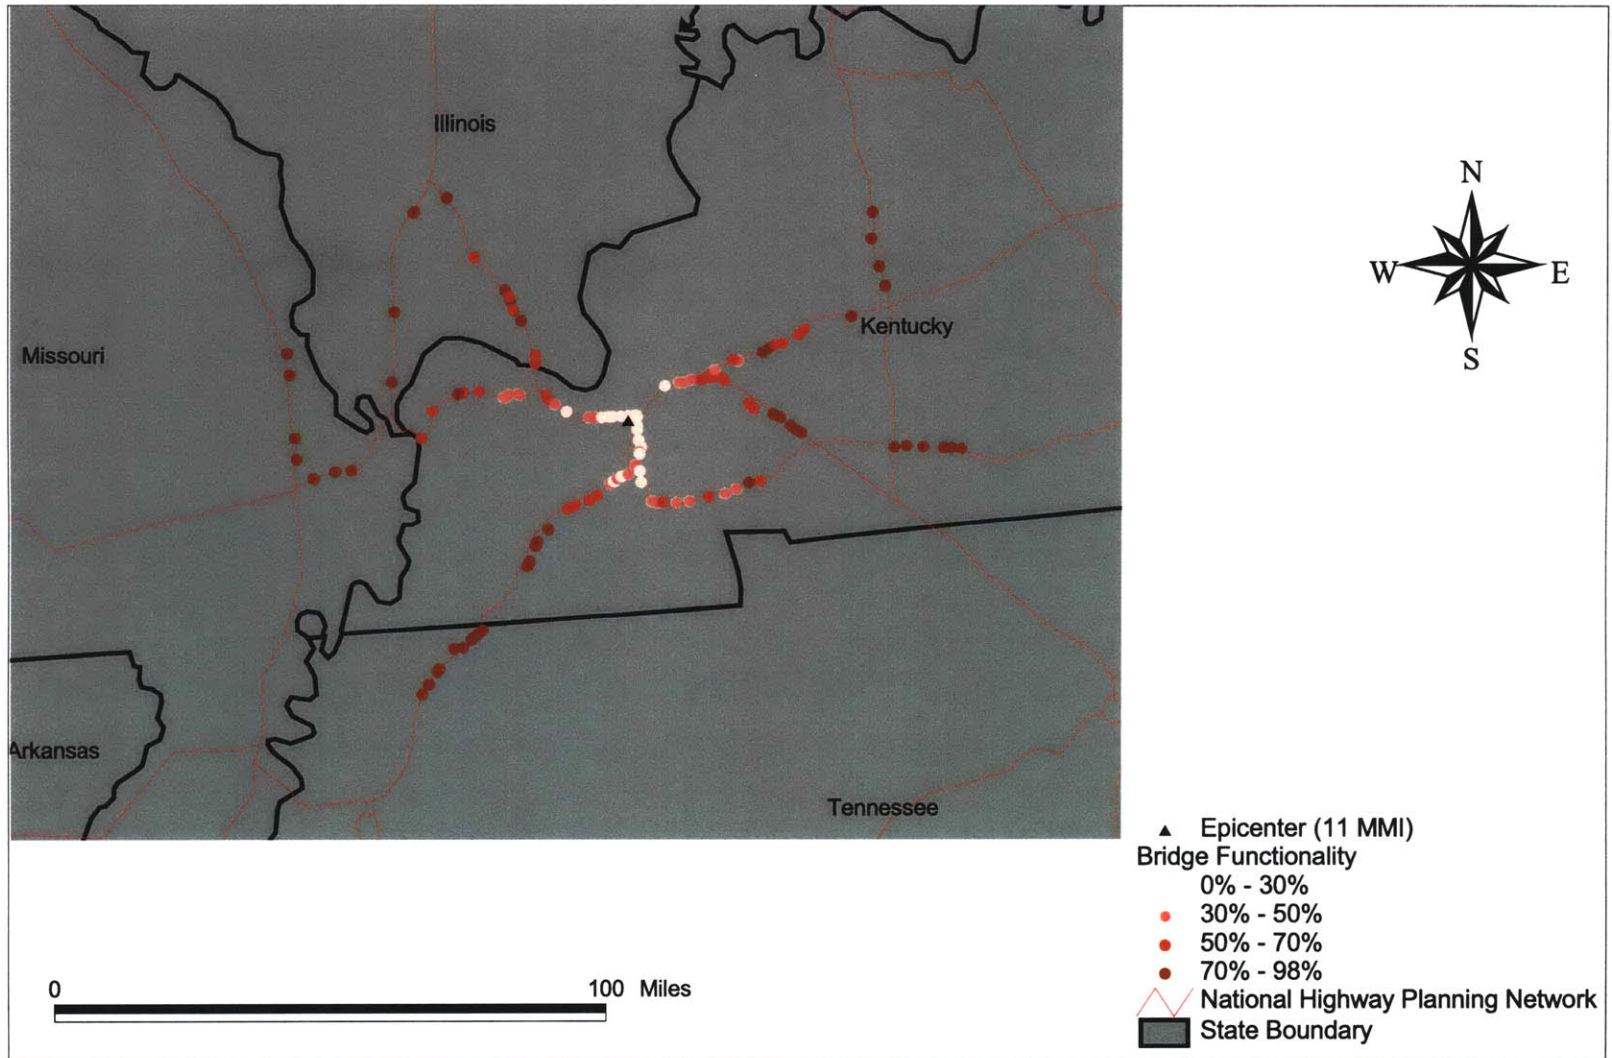 Illinois
N
W
E
S
Kentucky
Missouri
Arkansas
Tennessee
Epicenter (11 MMI)
Bridge Functionality
0% - 30%
30% - 50%
50% - 70%
70% - 98%
National Highway Planning Network
State Boundary
0
100 Miles